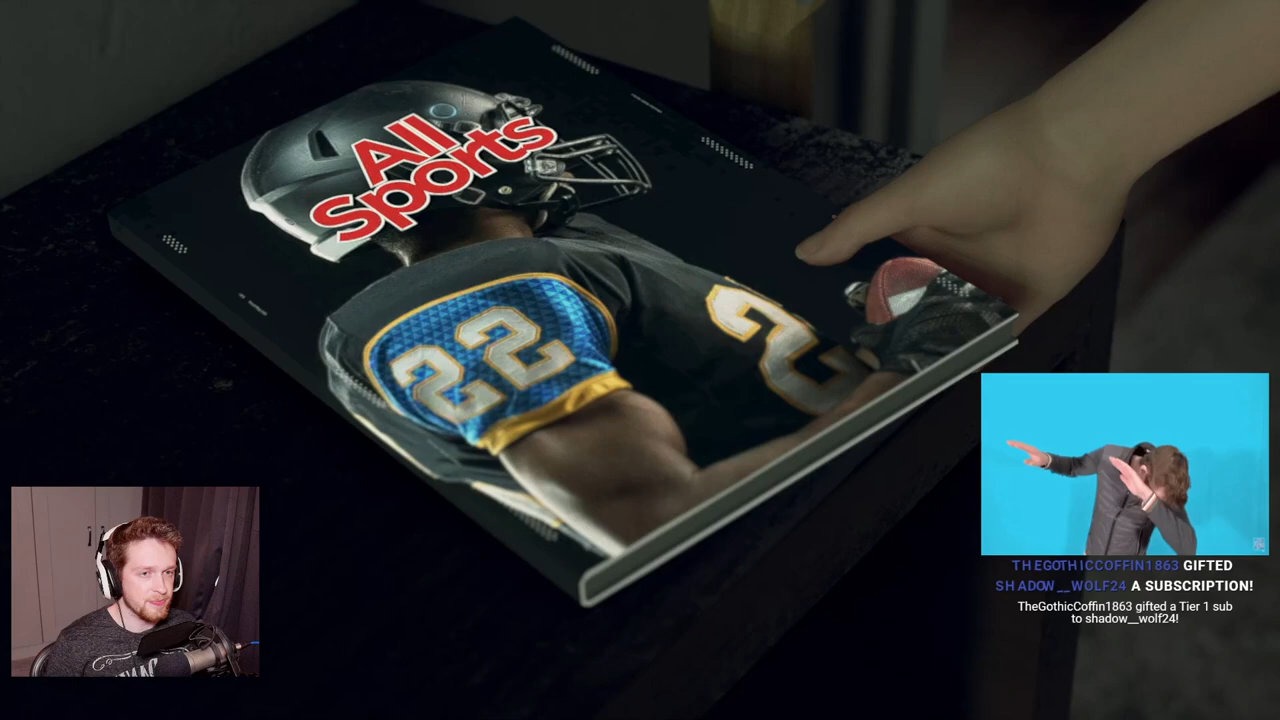 All
Sports
22
2
THEGOTHICCOFFIN1863 GIFTED
SHADOW__WOLF24 A SUBSCRIPTION!
TheGothicCoffin1863 gifted a Tier 1 sub
to shadow__wolf24!